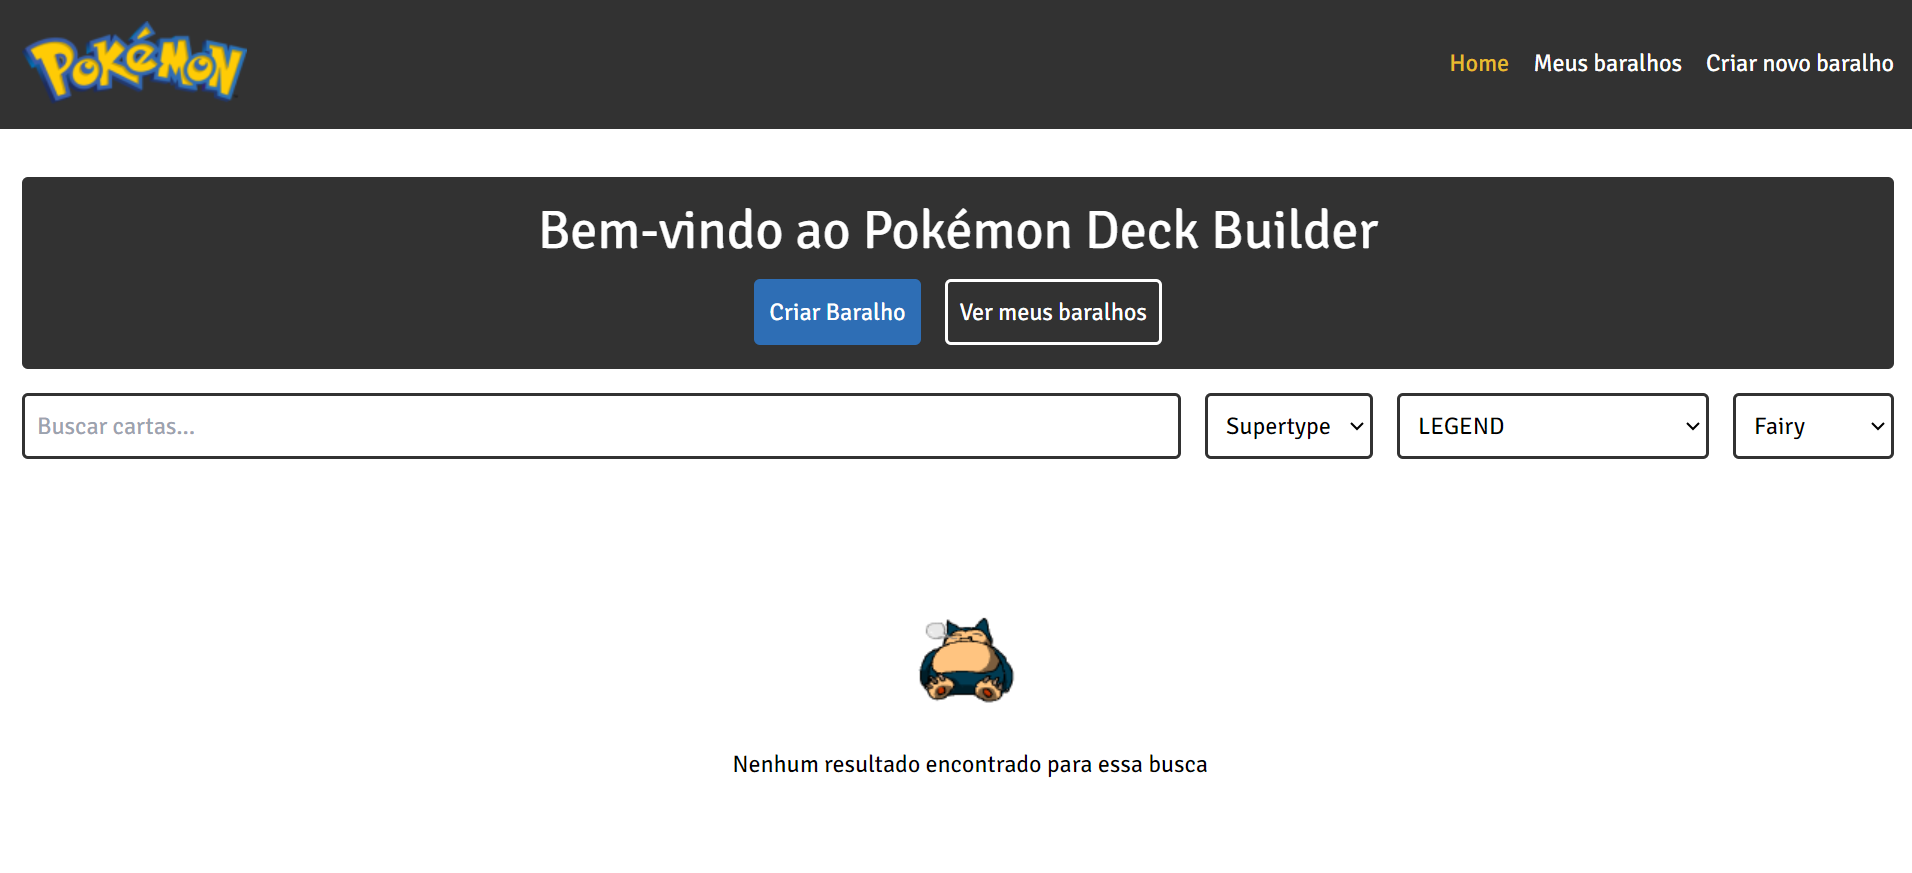 Pokémon
Home Meus baralhos Criar novo baralho
Bem-vindo ao Pokémon Deck Builder
Criar Baralho Ver meus baralhos
Buscar cartas... Supertype LEGEND Fairy
Nenhum resultado encontrado para essa busca